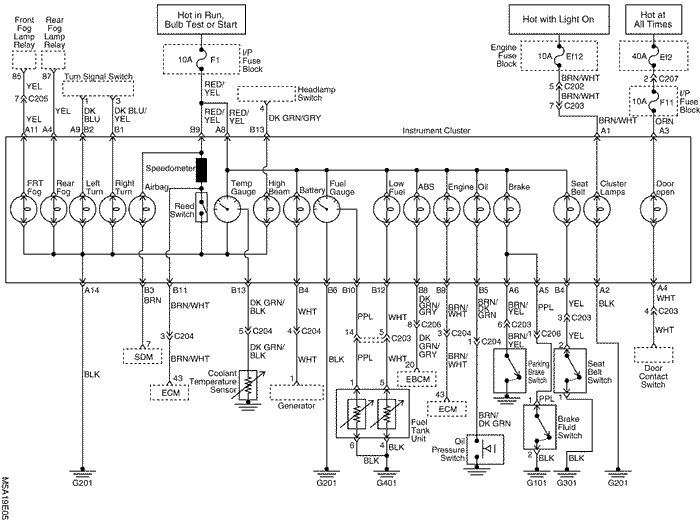 Front
Fog
Lamp
Relay
Rear
Fog
Lamp
Relay
Hot in Run,
Bulb Test or Start
Hot with Light On
Hot at
All Times
10A
F1
I/P
Fuse
Block
Engine
Fuse
Block
10A
Ef12
40A
Ef2
85
87
Turn Signal Switch
Headlamp
Switch
BRN/WHT
2
C207
YEL
7
C205
YEL
YEL
1
DK
BLU
3
DK BLU/
YEL
RED/
YEL
RED/
YEL
RED/
YEL
4
DK GRN/GRY
5
C202
BRN/WHT
7
C203
BRN/WHT
10A
F11
I/P
Fuse
Block
ORN
A11
A4
A9
B2
B1
B9
A8
B13
Instrument Cluster
A1
A3
Speedometer
FRT
Fog
Rear
Fog
Left
Turn
Right
Turn
Airbag
Reed
Switch
Temp
Gauge
High
Beam
Battery
Fuel
Gauge
Low
Fuel
ABS
Engine
Oil
Brake
Seat
Belt
Cluster
Lamps
Door
open
A14
B3
B11
B13
B4
B6
B10
B12
B8
B9
B5
A6
A5
B4
A2
A4
BRN
BRN/WHT
DK GRN/
BLK
WHT
PPL
WHT
DK
GRN/
GRY
BRN/
WHT
BRN/
DK
GRN
BRN/
YEL
PPL
YEL
BLK
WHT
3
C204
5
C204
4
C204
14
5
C203
8
C206
3
C204
1
C204
6
C203
1
C206
3
C203
4
C203
7
SDM
BRN/WHT
DK GRN/
BLK
WHT
BLK
PPL
WHT
DK
GRN/
GRY
BRN/
WHT
BRN/
YEL
YEL
WHT
BLK
43
ECM
Coolant
Temperature
Sensor
1
Generator
20
EBCM
43
ECM
Parking
Brake
Switch
2
Seat
Belt
Switch
1
Door
Contact
Switch
1
5
Fuel
Tank
Unit
6
4
BLK
BLK
BRN/
DK GRN
Oil
Pressure
Switch
PPL
1
Brake
Fluid
Switch
2
BLK
BLK
G201
G201
G401
G101
G301
G201
M5A19E05